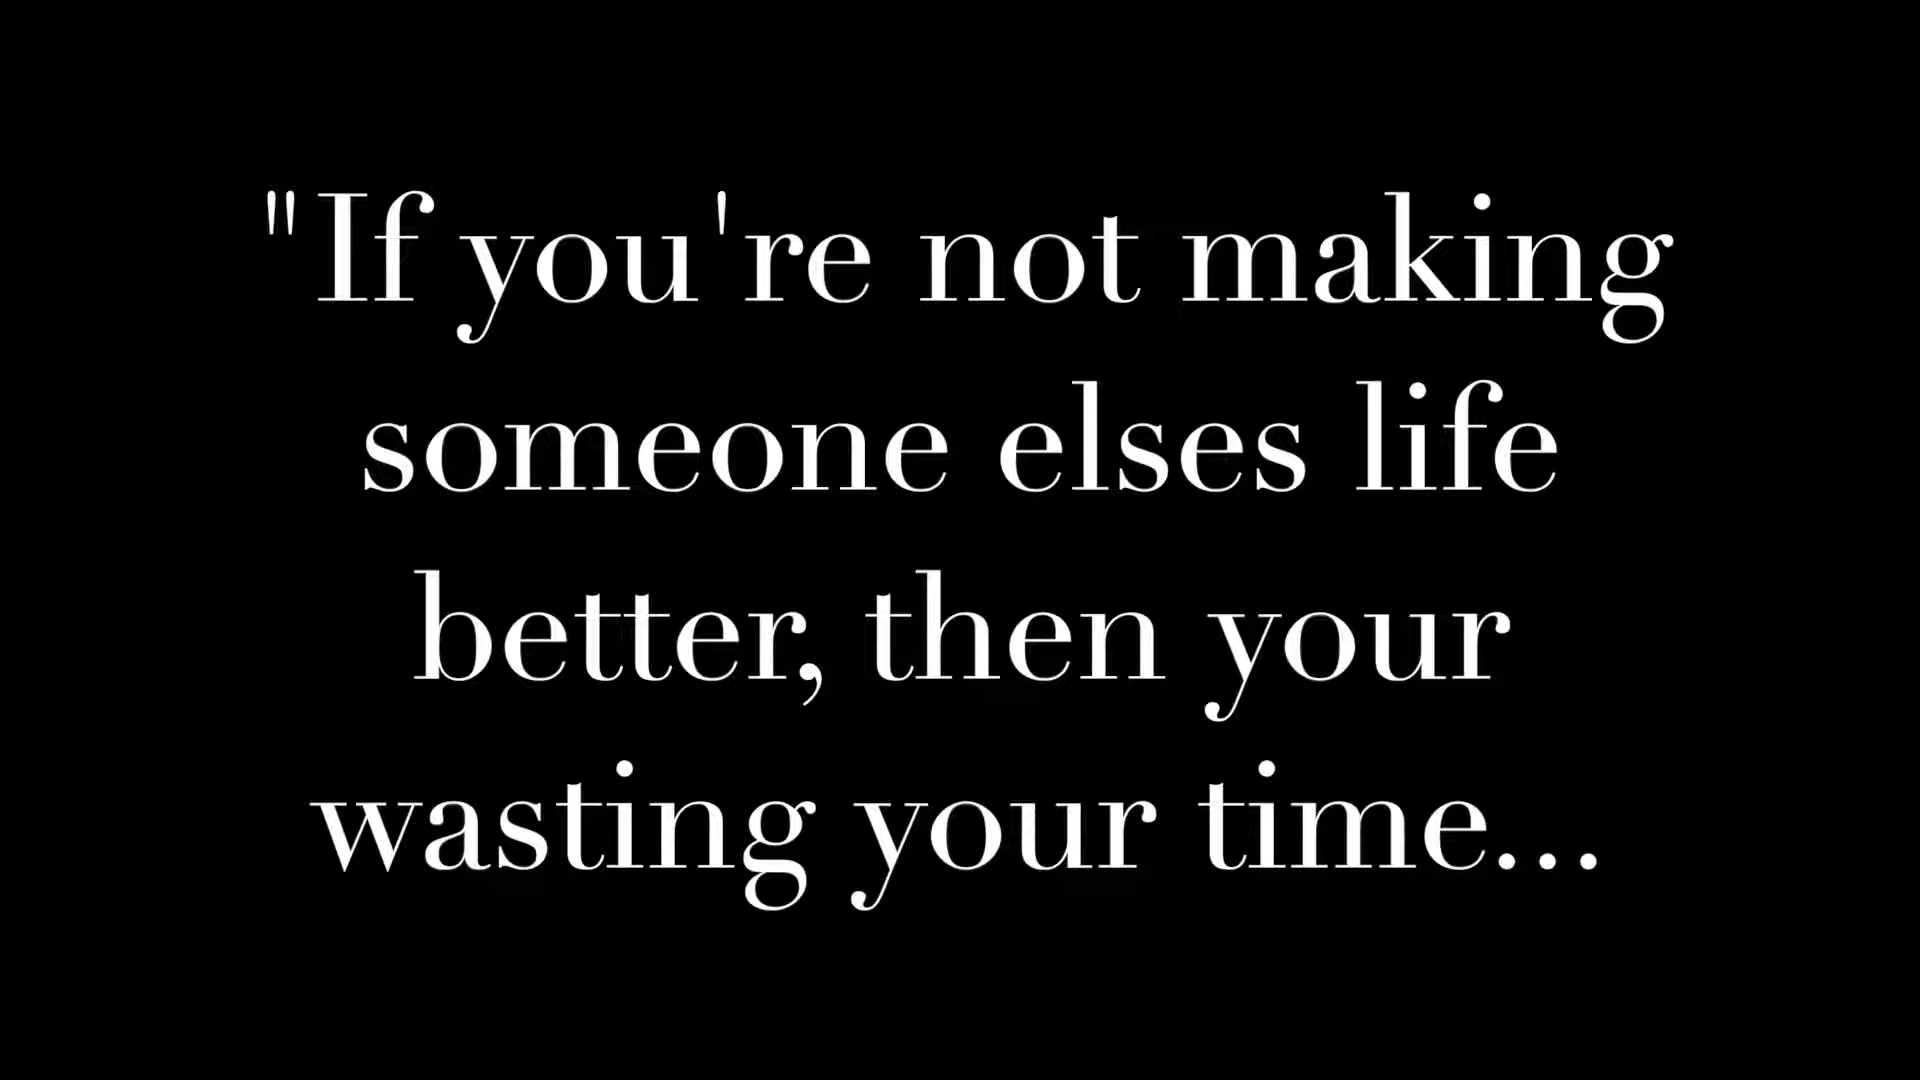 "If you're not making
someone elses life
better, then your
wasting your time...